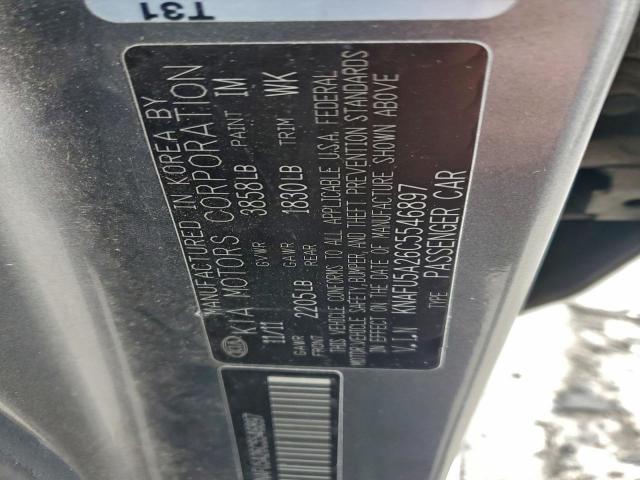 T31
MANUFACTURED IN KOREA BY
KIA MOTORS CORPORATION
11/11 GVWR 3858LB PAINT IM
GAWR FRONT 2205LB GAWR REAR 1830LB TRIM WK
THIS VEHICLE CONFORMS TO ALL APPLICABLE U.S.A. FEDERAL
MOTOR VEHICLE SAFETY, BUMPER, AND THEFT PREVENTION STANDARDS
IN EFFECT ON THE DATE OF MANUFACTURE SHOWN ABOVE
V.I.N KNAFU5A26C5546897
TYPE PASSENGER CAR